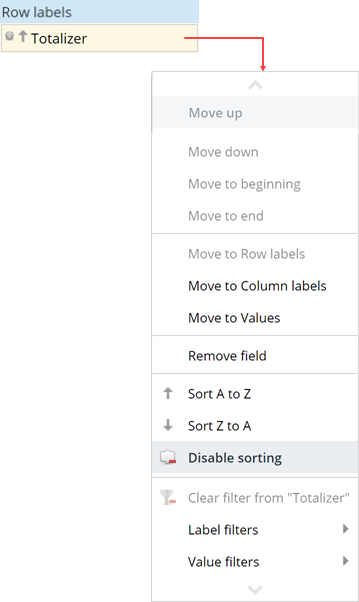 Row labels
Totalizer
Move up
Move down
Move to beginning
Move to end
Move to Row labels
Move to Column labels
Move to Values
Remove field
Sort A to Z
Sort Z to A
Disable sorting
Clear filter from "Totalizer"
Label filters
Value filters